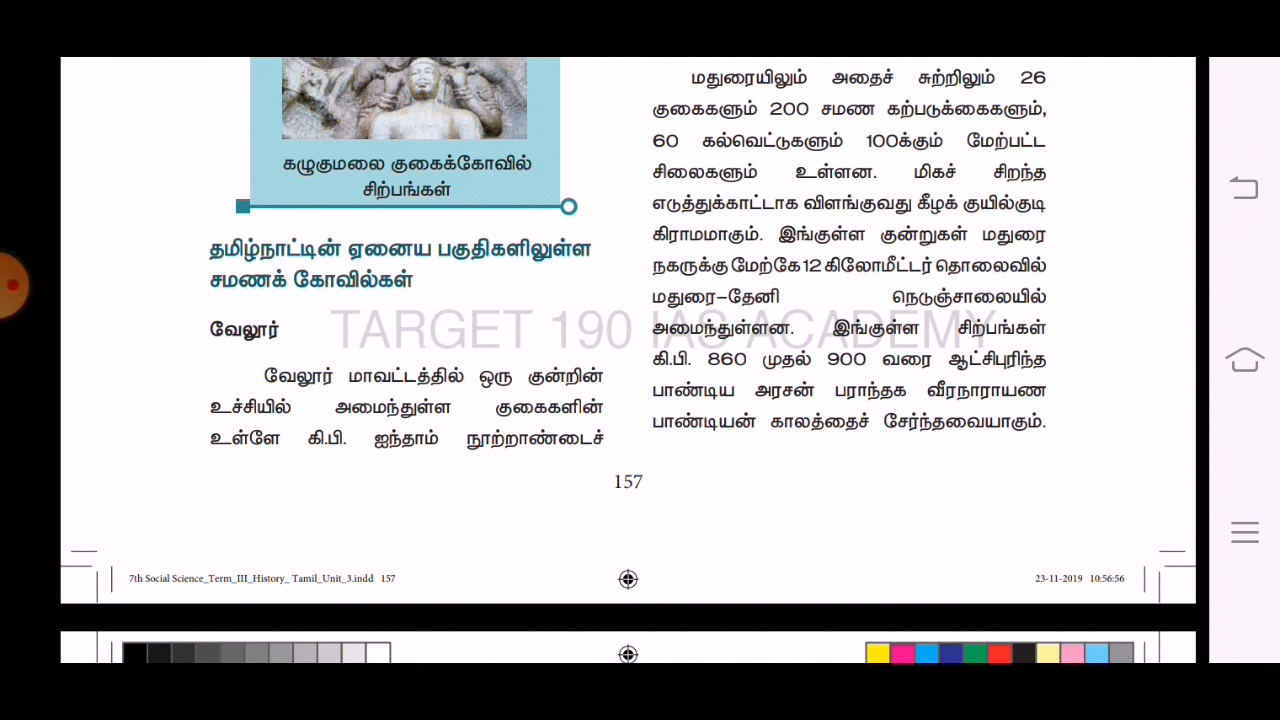 கழுகுமலை குகைக்கோவில்
சிற்பங்கள்
தமிழ்நாட்டின் ஏனைய பகுதிகளிலுள்ள
சமணக் கோவில்கள்
வேலூர்
வேலூர் மாவட்டத்தில் ஒரு குன்றின்
உச்சியில் அமைந்துள்ள குகைகளின்
உள்ளே கி.பி. ஐந்தாம் நூற்றாண்டைச்
மதுரையிலும் அதைச் சுற்றிலும் 26
குகைகளும் 200 சமண கற்படுக்கைகளும்,
60 கல்வெட்டுகளும் 100க்கும் மேற்பட்ட
சிலைகளும் உள்ளன. மிகச் சிறந்த
எடுத்துக்காட்டாக விளங்குவது கீழக் குயில்குடி
கிராமமாகும். இங்குள்ள குன்றுகள் மதுரை
நகருக்கு மேற்கே 12 கிலோமீட்டர் தொலைவில்
மதுரை–தேனி நெடுஞ்சாலையில்
அமைந்துள்ளன. இங்குள்ள சிற்பங்கள்
கி.பி. 860 முதல் 900 வரை ஆட்சிபுரிந்த
பாண்டிய அரசன் பராந்தக வீரநாராயண
பாண்டியன் காலத்தைச் சேர்ந்தவையாகும்.
TARGET 190 IAS ACADEMY
157
7th Social Science_Term_III_History_ Tamil_Unit_3.indd 157
23-11-2019 10:56:56